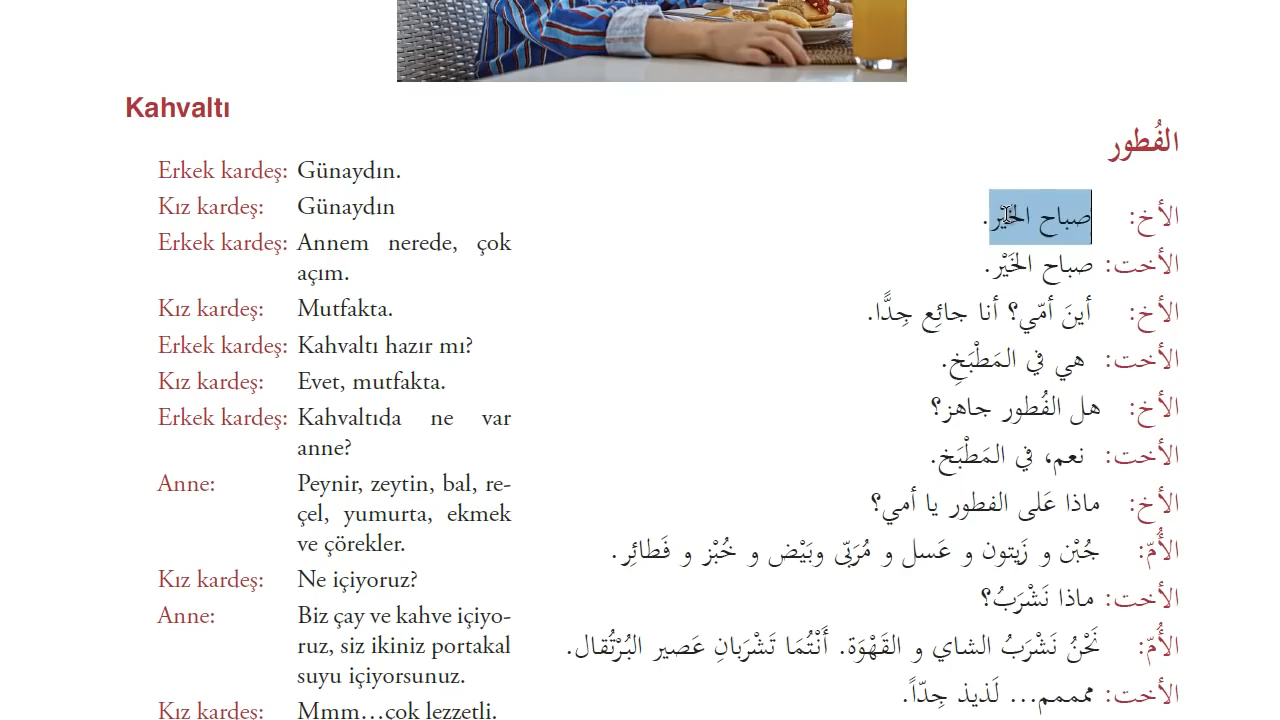 Kahvaltı
Erkek kardeş: Günaydın.
Kız kardeş: Günaydın
Erkek kardeş: Annem nerede, çok
açım.
Kız kardeş: Mutfakta.
Erkek kardeş: Kahvaltı hazır mı?
Kız kardeş: Evet, mutfakta.
Erkek kardeş: Kahvaltıda ne var
anne?
Anne: Peynir, zeytin, bal, re-
çel, yumurta, ekmek
ve çörekler.
Kız kardeş: Ne içiyoruz?
Anne: Biz çay ve kahve içiyo-
ruz, siz ikiniz portakal
suyu içiyorsunuz.
Kız kardeş: Mmm…çok lezzetli.
الفُطور
الأخ: صباح الخَيْر.
الأخت: صباح الخَيْر.
الأخ: أينَ أمّي؟ أنا جائِع جِدًّا.
الأخت: هي في المَطْبَخِ.
الأخ: هل الفُطور جاهز؟
الأخت: نعم، في المَطْبَخ.
الأخ: ماذا عَلى الفطور يا أمي؟
الأُمّ: جُبْن و زَيتون و عَسل و مُرَبّى وبَيْض و خُبْز و فَطائِر.
الأخت: ماذا نَشْرَبُ؟
الأُمّ: نَحْنُ نَشْرَبُ الشاي و القَهْوَة. أَنْتُمَا تَشْرَبانِ عَصير البُرْتُقال.
الأخت: ممممم... لَذيذ جِدّاً.